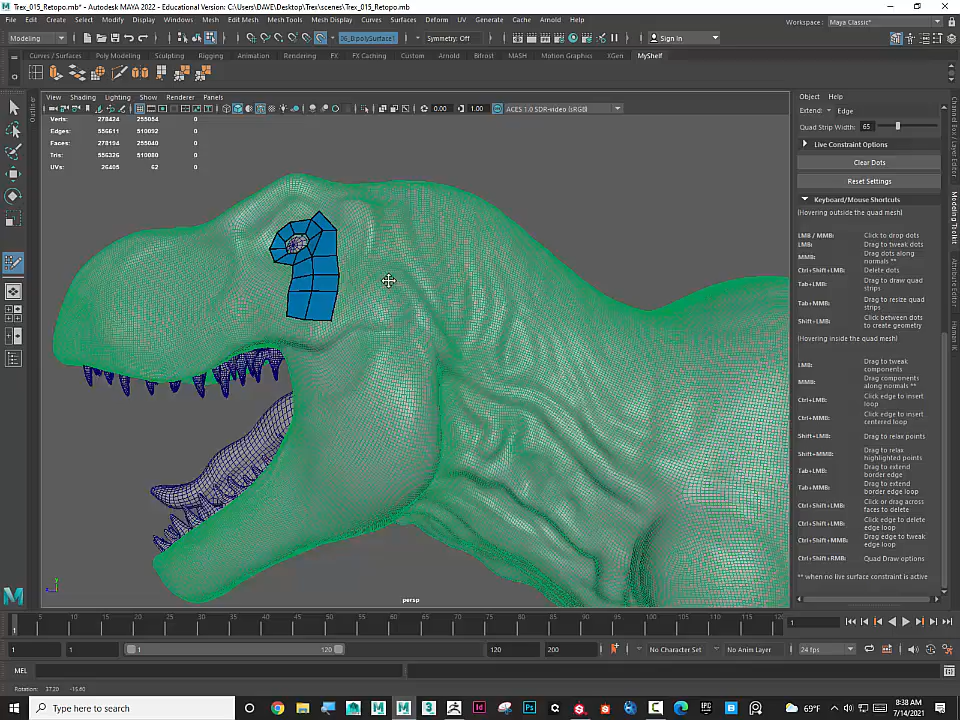 Trex_015_Retopo.mb* - Autodesk MAYA 2022 - Educational Version: C:\Users\DAVE\Desktop\Trex\scenes\Trex_015_Retopo.mb
File Edit Create Select Modify Display Windows Mesh Edit Mesh Mesh Tools Mesh Display Curves Surfaces Deform UV Generate Cache Arnold Help
Workspace: Maya Classic*
Modeling
Symmetry: Off
Sign In
Curves / Surfaces Poly Modeling Sculpting Rigging Animation Rendering FX FX Caching Custom Arnold Bifrost MASH Motion Graphics XGen MyShelf
View Shading Lighting Show Renderer Panels
0.00 1.00 ACES 1.0 SDR-video (sRGB)
Verts: 278424 255054 0
Edges: 556611 510092 0
Faces: 278194 255040 0
Tris: 556326 510080 0
UVs: 26405 62 0
Outliner
persp
Object Help
Extend: Edge
Quad Strip Width: 65
Live Constraint Options
Clear Dots
Reset Settings
Keyboard/Mouse Shortcuts
(Hovering outside the quad mesh)
LMB / MMB: Click to drop dots
LMB: Drag to tweak dots
MMB: Drag dots along normals **
Ctrl+Shift+LMB: Delete dots
Tab+LMB: Drag to draw quad strips
Tab+MMB: Drag to resize quad strips
Shift+LMB: Click between dots to create geometry
(Hovering inside the quad mesh)
LMB: Drag to tweak components
MMB: Drag components along normals **
Ctrl+LMB: Click edge to insert loop
Ctrl+MMB: Click edge to insert centered loop
Shift+LMB: Drag to relax points
Shift+MMB: Drag to relax highlighted points
Tab+LMB: Drag to extend border edge
Tab+MMB: Drag to extend border edge loop
Ctrl+Shift+LMB: Click or drag across faces to delete
Ctrl+Shift+LMB: Click edge to delete edge loop
Ctrl+Shift+MMB: Drag edge to tweak edge loop
Ctrl+Shift+RMB: Quad Draw options
** when no live surface constraint is active
Channel Box / Layer Editor
Modeling Toolkit
Attribute Editor
Human IK
5 10 15 20 25 30 35 40 45 50 55 60 65 70 75 80 85 90 95 100 105 110 115 120
1
1 1 1 120 120 200 No Character Set No Anim Layer 24 fps
MEL
Rotation: 37.20 -15.60
Type here to search
69°F
8:38 AM
7/14/2021